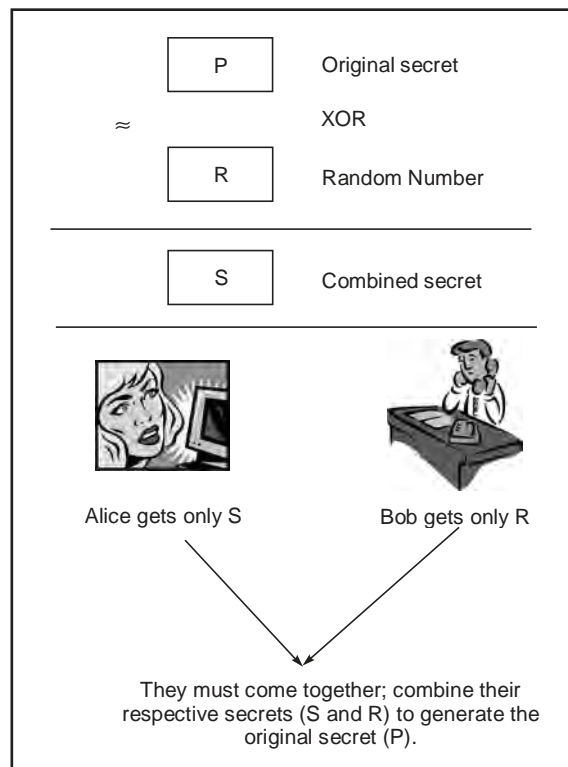 P Original secret
≈ XOR
R Random Number
S Combined secret
Alice gets only S Bob gets only R
They must come together; combine their
respective secrets (S and R) to generate the
original secret (P).